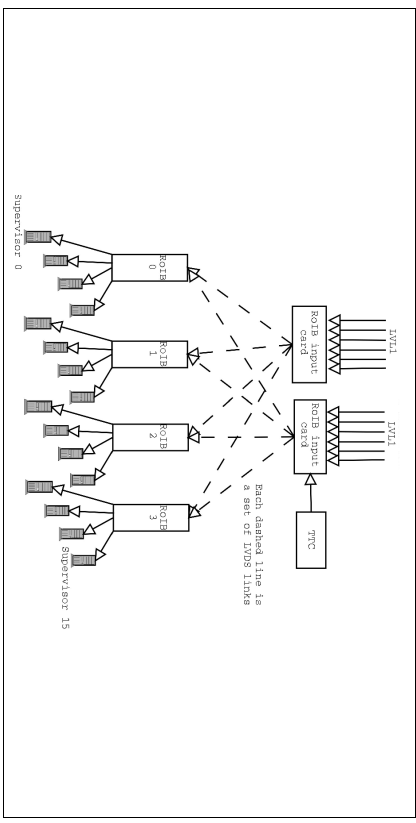 LVL1
LVL1
RoIB input
card
RoIB input
card
TTC
Each dashed line is
a set of LVDS links
RoIB
0
RoIB
1
RoIB
2
RoIB
3
Supervisor 0
Supervisor 15